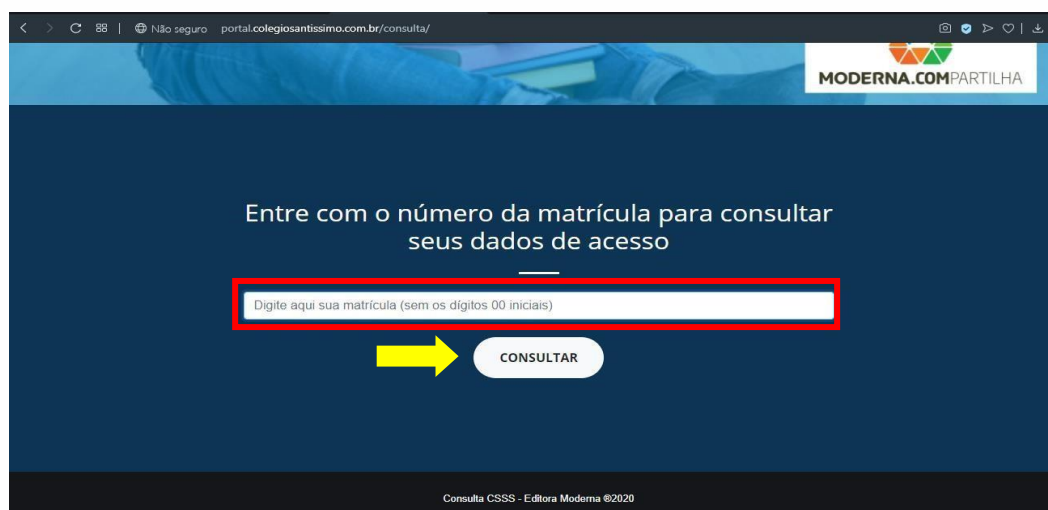 Não seguro portal.colegiosantissimo.com.br/consulta/
MODERNA.COMPARTILHA
Entre com o número da matrícula para consultar
seus dados de acesso
Digite aqui sua matrícula (sem os dígitos 00 iniciais)
CONSULTAR
Consulta CSSS - Editora Moderna ®2020